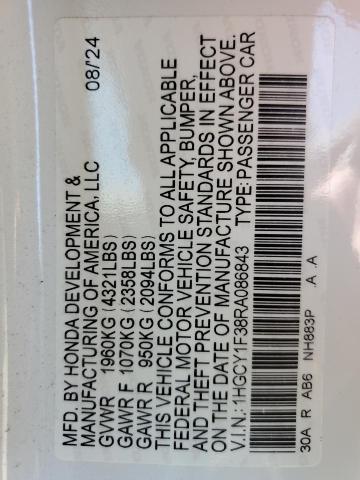 MFD. BY HONDA DEVELOPMENT &
MANUFACTURING OF AMERICA, LLC 08/'24
GVWR 1960KG (4321LBS)
GAWR F 1070KG (2358LBS)
GAWR R 950KG (2094LBS)
THIS VEHICLE CONFORMS TO ALL APPLICABLE
FEDERAL MOTOR VEHICLE SAFETY, BUMPER,
AND THEFT PREVENTION STANDARDS IN EFFECT
ON THE DATE OF MANUFACTURE SHOWN ABOVE.
V.I.N.:1HGCY1F38RA086843 TYPE:PASSENGER CAR
30A R AB6 NH883P A .A